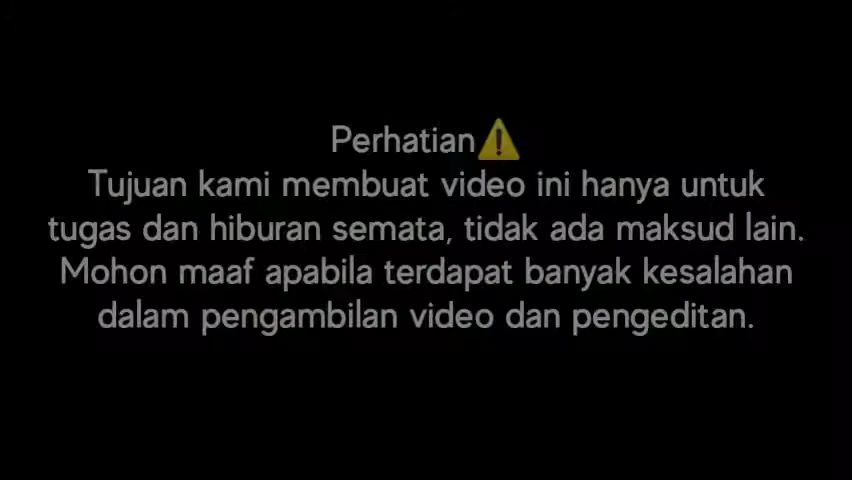 Perhatian⚠️
Tujuan kami membuat video ini hanya untuk
tugas dan hiburan semata, tidak ada maksud lain.
Mohon maaf apabila terdapat banyak kesalahan
dalam pengambilan video dan pengeditan.